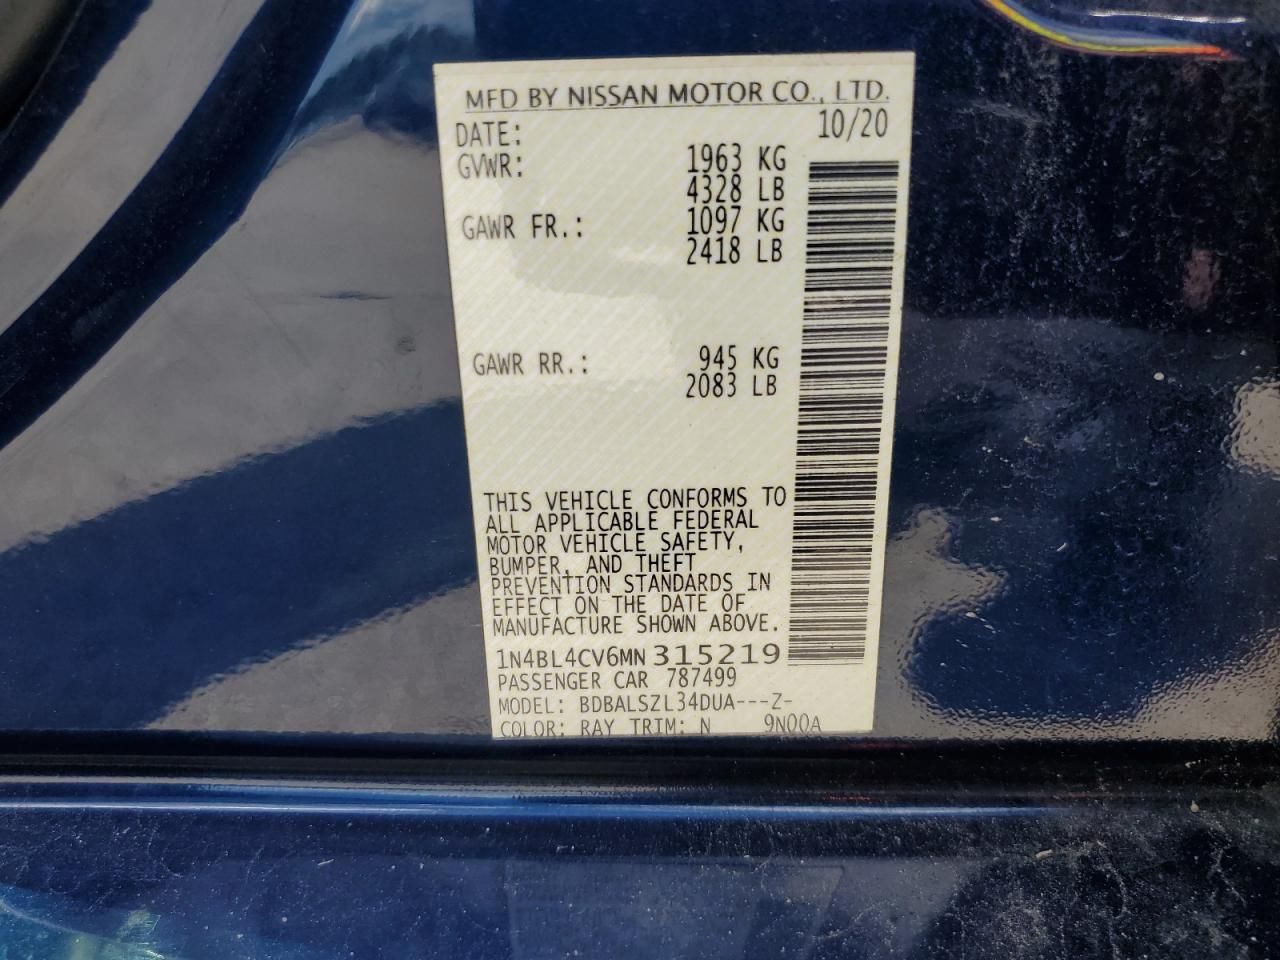 MFD BY NISSAN MOTOR CO., LTD.
DATE: 10/20
GVWR: 1963 KG
4328 LB
GAWR FR.: 1097 KG
2418 LB
GAWR RR.: 945 KG
2083 LB
THIS VEHICLE CONFORMS TO
ALL APPLICABLE FEDERAL
MOTOR VEHICLE SAFETY,
BUMPER, AND THEFT
PREVENTION STANDARDS IN
EFFECT ON THE DATE OF
MANUFACTURE SHOWN ABOVE.
1N4BL4CV6MN 315219
PASSENGER CAR 787499
MODEL: BDBALSZL34DUA---Z-
COLOR: RAY TRIM: N 9N00A